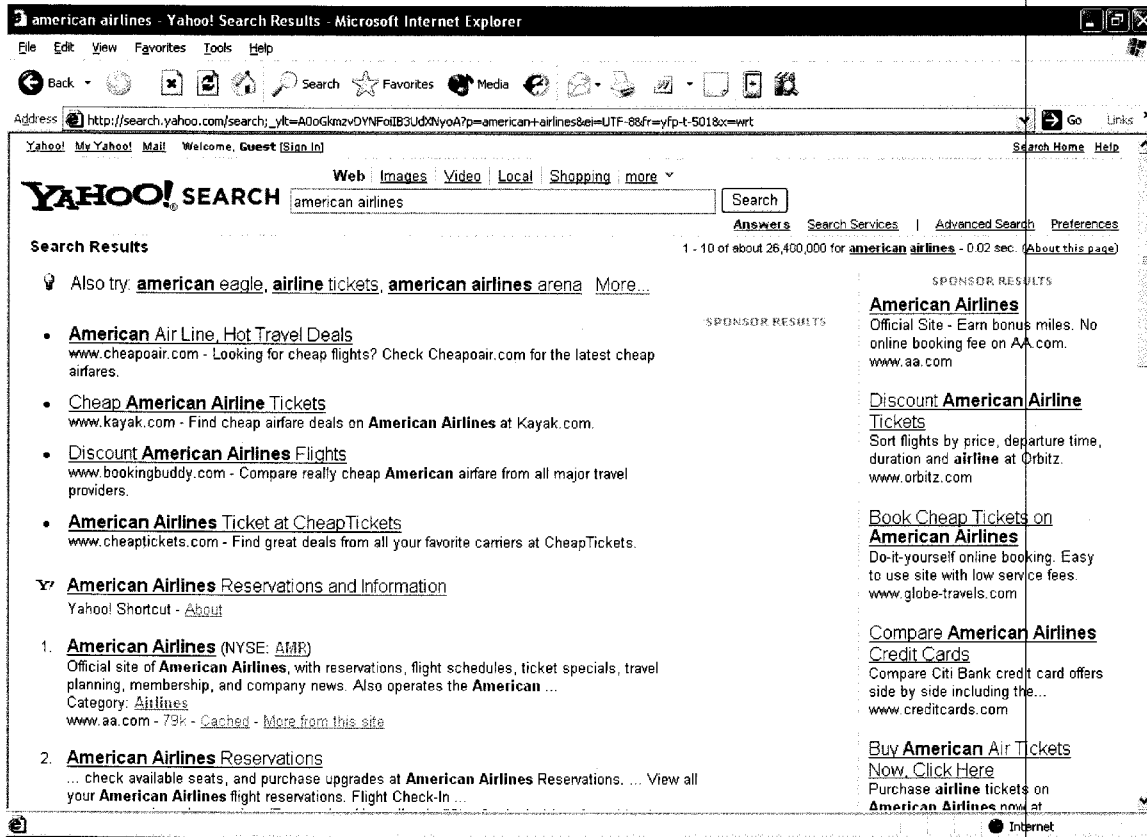 american airlines - Yahoo! Search Results - Microsoft Internet Explorer
File Edit View Favorites Tools Help
Back Search Favorites Media
Address http://search.yahoo.com/search;_ylt=A0oGkmzvDYNFoiIB3UdXNyoA?p=american+airlines&ei=UTF-8&fr=yfp-t-501&x=wrt Go Links
Yahoo! My Yahoo! Mail Welcome, Guest [Sign In] Search Home Help
Web Images Video Local Shopping more
YAHOO!® SEARCH american airlines Search
Answers Search Services | Advanced Search Preferences
Search Results 1 - 10 of about 26,400,000 for american airlines - 0.02 sec. (About this page)
Also try: american eagle, airline tickets, american airlines arena More...
SPONSOR RESULTS
• American Air Line, Hot Travel Deals
www.cheapoair.com - Looking for cheap flights? Check Cheapoair.com for the latest cheap
airfares.
• Cheap American Airline Tickets
www.kayak.com - Find cheap airfare deals on American Airlines at Kayak.com.
• Discount American Airlines Flights
www.bookingbuddy.com - Compare really cheap American airfare from all major travel
providers.
• American Airlines Ticket at CheapTickets
www.cheaptickets.com - Find great deals from all your favorite carriers at CheapTickets.
Y! American Airlines Reservations and Information
Yahoo! Shortcut - About
1. American Airlines (NYSE: AMR)
Official site of American Airlines, with reservations, flight schedules, ticket specials, travel
planning, membership, and company news. Also operates the American ...
Category: Airlines
www.aa.com - 79k - Cached - More from this site
2. American Airlines Reservations
... check available seats, and purchase upgrades at American Airlines Reservations. ... View all
your American Airlines flight reservations. Flight Check-In ...
SPONSOR RESULTS
American Airlines
Official Site - Earn bonus miles. No
online booking fee on AA.com.
www.aa.com
Discount American Airline
Tickets
Sort flights by price, departure time,
duration and airline at Orbitz.
www.orbitz.com
Book Cheap Tickets on
American Airlines
Do-it-yourself online booking. Easy
to use site with low service fees.
www.globe-travels.com
Compare American Airlines
Credit Cards
Compare Citi Bank credit card offers
side by side including the...
www.creditcards.com
Buy American Air Tickets
Now, Click Here
Purchase airline tickets on
American Airlines now at
Internet